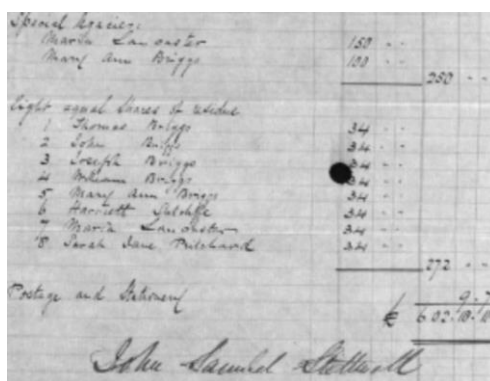 Special Legacies:
Maria Lancaster 150 - -
Mary Ann Briggs 100 - -
250 - -
Eight equal shares of residue
1 Thomas Briggs 34 - -
2 John Briggs 34 - -
3 Joseph Briggs 34 - -
4 William Briggs 34 - -
5 Mary Ann Briggs 34 - -
6 Harriett Sutcliffe 34 - -
7 Maria Lancaster 34 - -
8 Sarah Jane Pritchard 34 - -
272 - -
Postage and Stationery 9 . 7
£
John Samuel